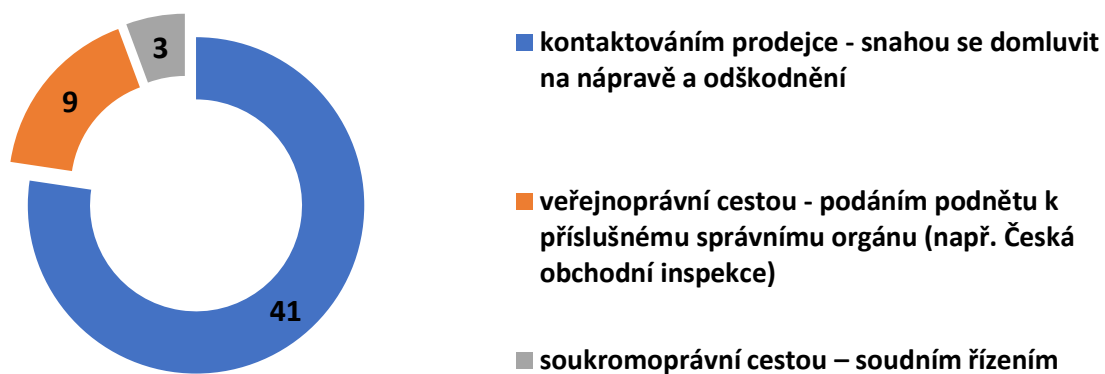 3
9
41
kontaktováním prodejce - snahou se domluvit
na nápravě a odškodnění
veřejnoprávní cestou - podáním podnětu k
příslušnému správnímu orgánu (např. Česká
obchodní inspekce)
soukromoprávní cestou – soudním řízením